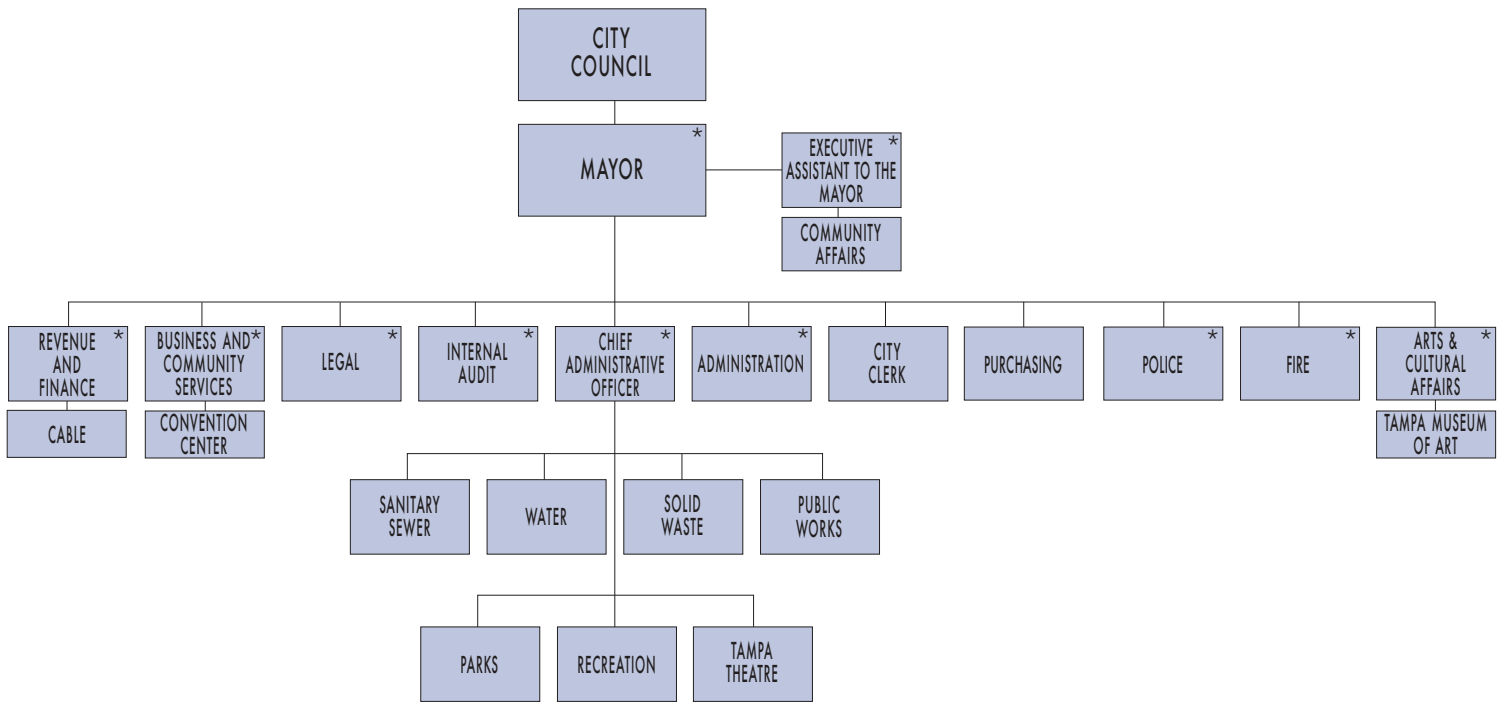 CITY
COUNCIL
*
MAYOR
EXECUTIVE *
ASSISTANT TO THE
MAYOR
COMMUNITY
AFFAIRS
REVENUE *
AND
FINANCE
CABLE
BUSINESS AND*
COMMUNITY
SERVICES
CONVENTION
CENTER
*
LEGAL
*
INTERNAL
AUDIT
CHIEF *
ADMINISTRATIVE
OFFICER
*
ADMINISTRATION
CITY
CLERK
PURCHASING
*
POLICE
*
FIRE
ARTS & *
CULTURAL
AFFAIRS
TAMPA MUSEUM
OF ART
SANITARY
SEWER
WATER
SOLID
WASTE
PUBLIC
WORKS
PARKS
RECREATION
TAMPA
THEATRE